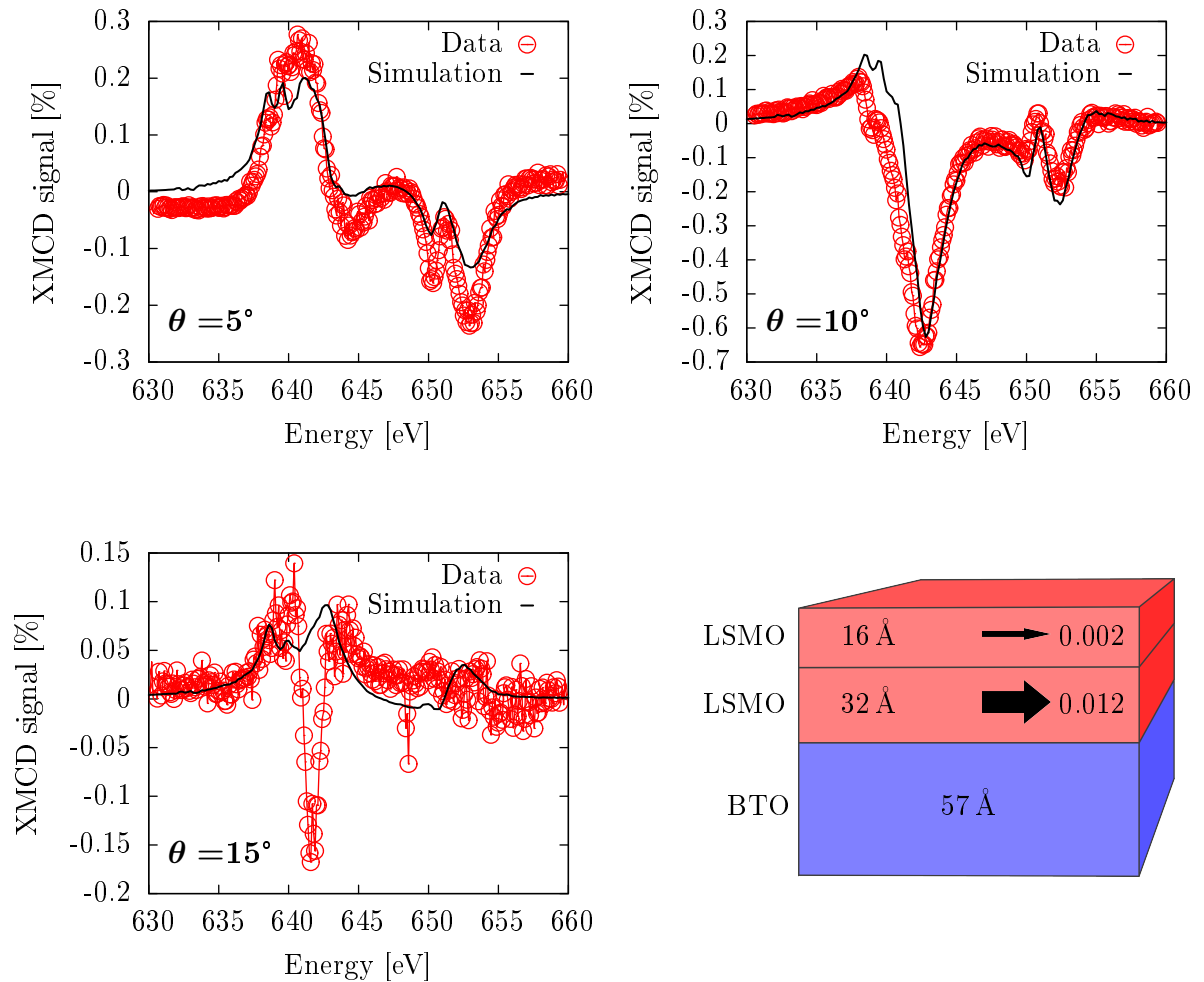 XMCD signal [%]
0.3
0.2
0.1
0
-0.1
-0.2
-0.3
Data
Simulation
θ =5°
630 635 640 645 650 655 660
Energy [eV]
XMCD signal [%]
0.3
0.2
0.1
0
-0.1
-0.2
-0.3
-0.4
-0.5
-0.6
-0.7
Data
Simulation
θ =10°
630 635 640 645 650 655 660
Energy [eV]
XMCD signal [%]
0.15
0.1
0.05
0
-0.05
-0.1
-0.15
-0.2
Data
Simulation
θ =15°
630 635 640 645 650 655 660
Energy [eV]
LSMO 16 Å 0.002
LSMO 32 Å 0.012
BTO 57 Å